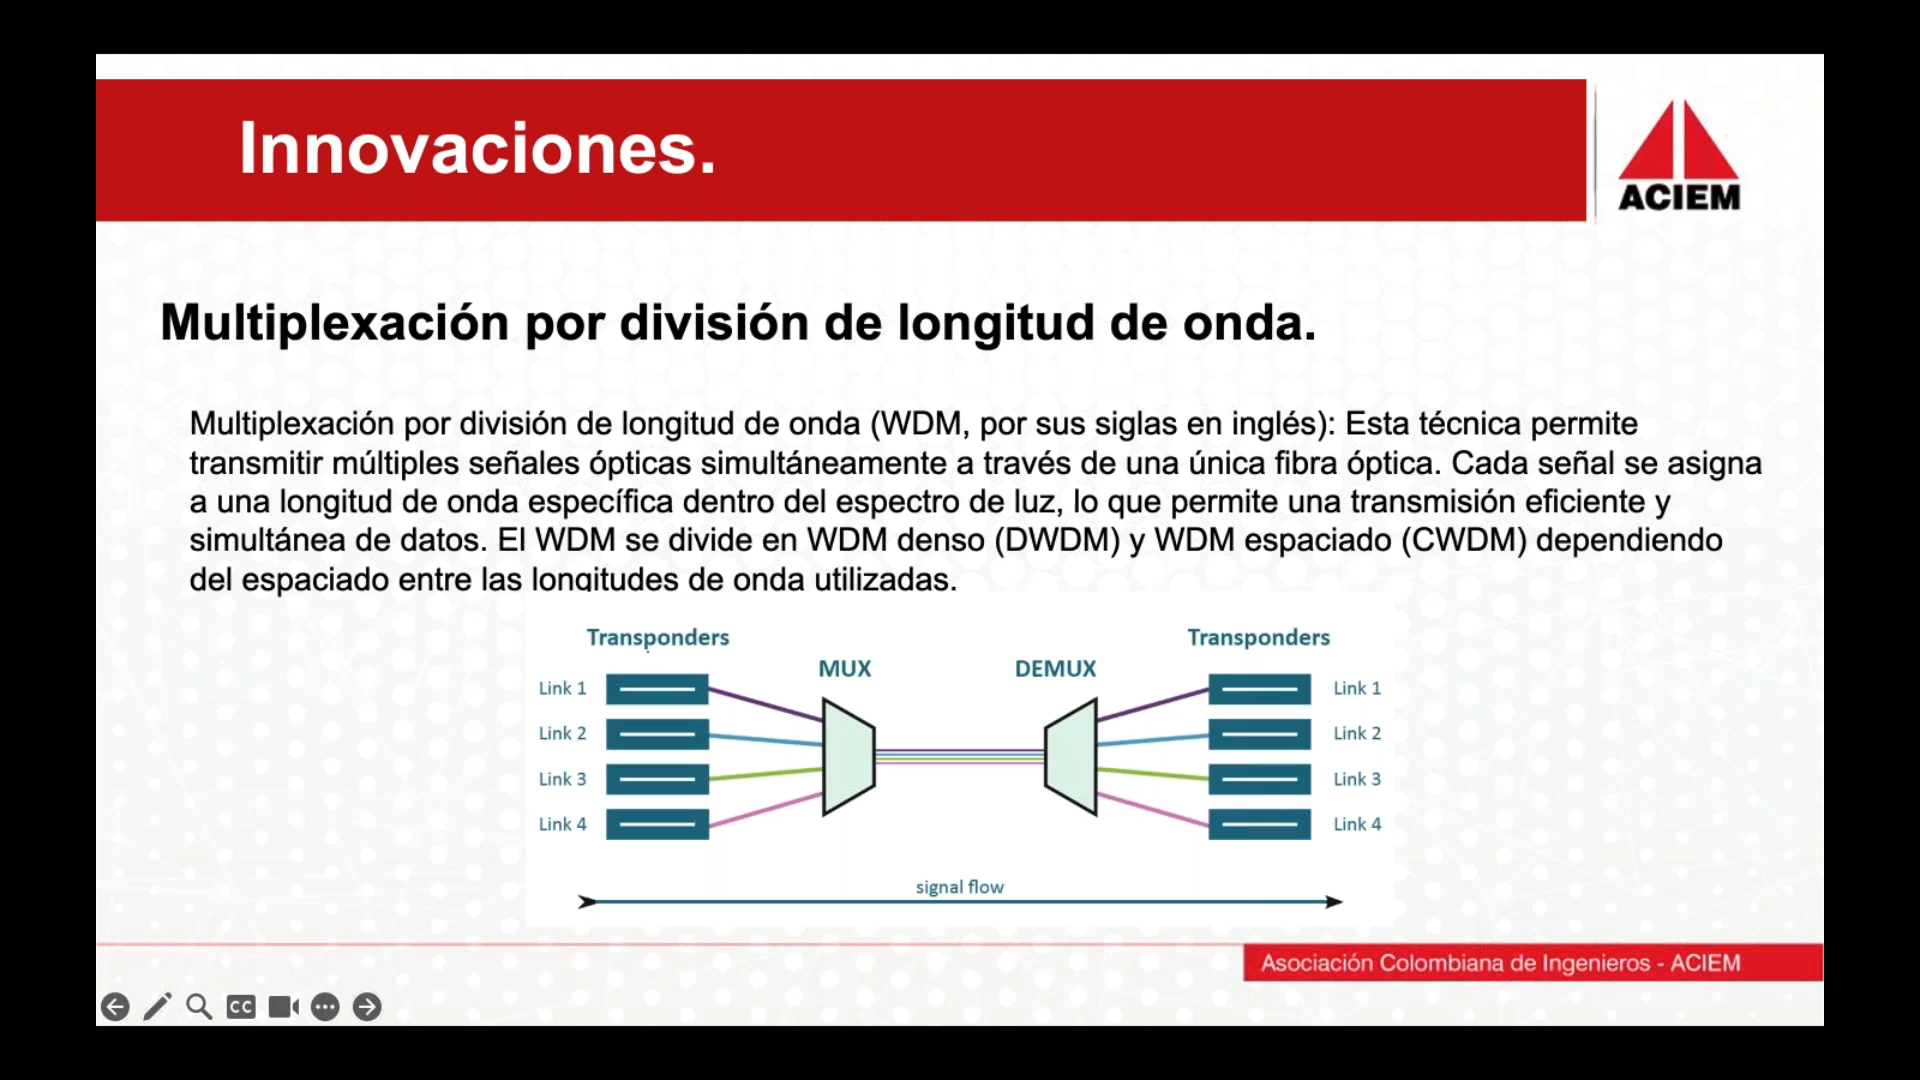 Innovaciones.
ACIEM
Multiplexación por división de longitud de onda.
Multiplexación por división de longitud de onda (WDM, por sus siglas en inglés): Esta técnica permite
transmitir múltiples señales ópticas simultáneamente a través de una única fibra óptica. Cada señal se asigna
a una longitud de onda específica dentro del espectro de luz, lo que permite una transmisión eficiente y
simultánea de datos. El WDM se divide en WDM denso (DWDM) y WDM espaciado (CWDM) dependiendo
del espaciado entre las longitudes de onda utilizadas.
Transponders
Transponders
MUX
DEMUX
Link 1
Link 1
Link 2
Link 2
Link 3
Link 3
Link 4
Link 4
signal flow
Asociación Colombiana de Ingenieros - ACIEM
CC